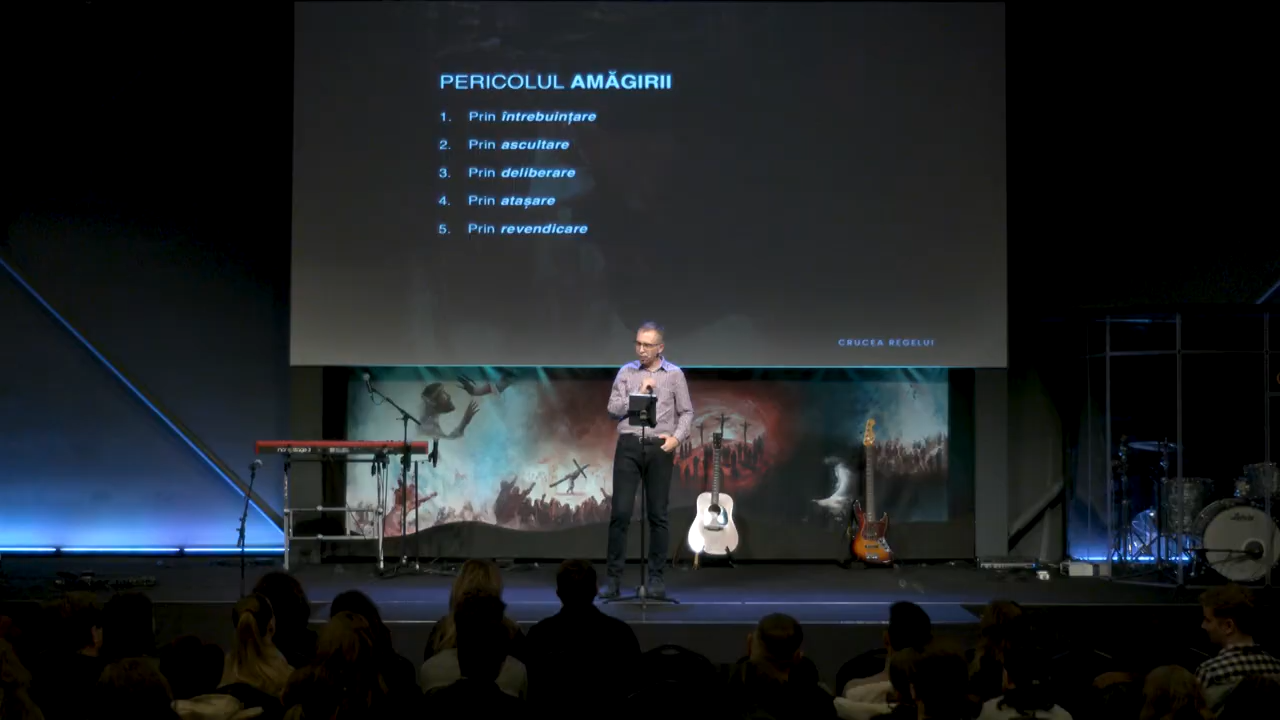 PERICOLUL AMĂGIRII
1. Prin întrebuințare
2. Prin ascultare
3. Prin deliberare
4. Prin atașare
5. Prin revendicare
CRUCEA REGELUI